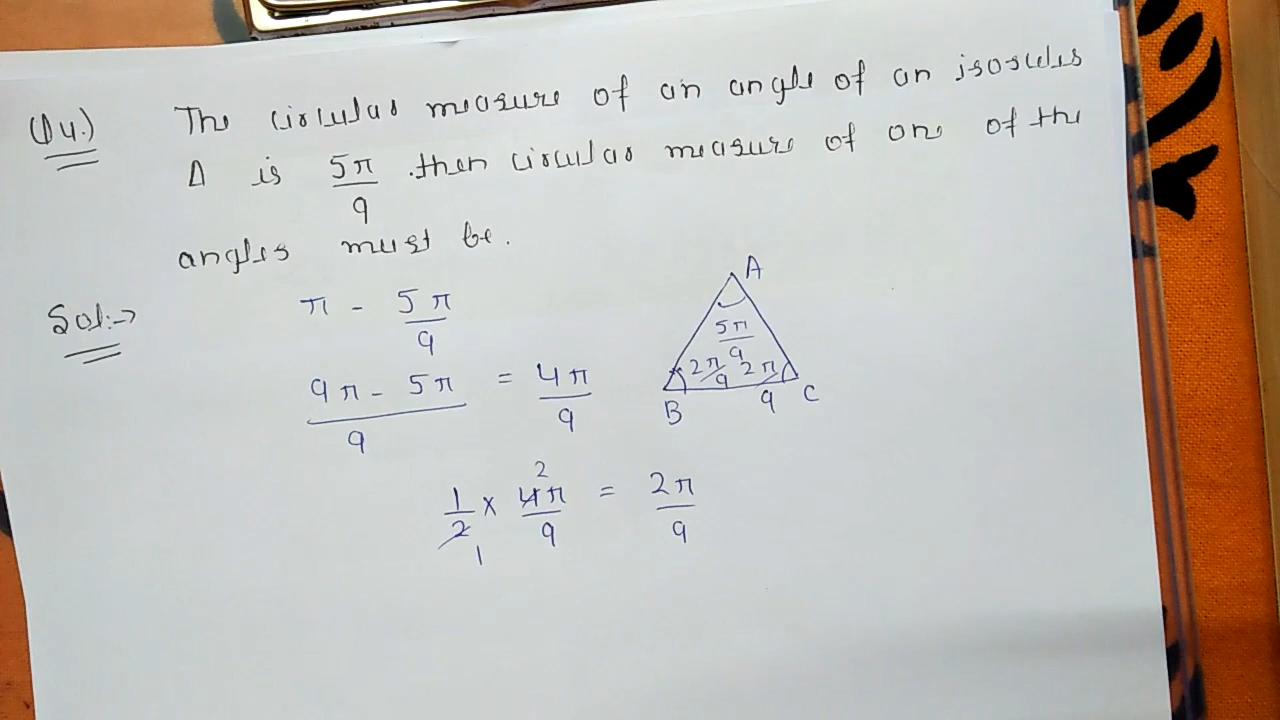 Q4.) The circular measure of an angle of an isosceles
Δ is 5π/9 . then circular measure of one of the
angles must be.
Sol:→ π - 5π/9
9π - 5π / 9 = 4π/9
1/2 × 4π/9 = 2π/9
2
1
A
5π/9
2π/9 2π/9
B C